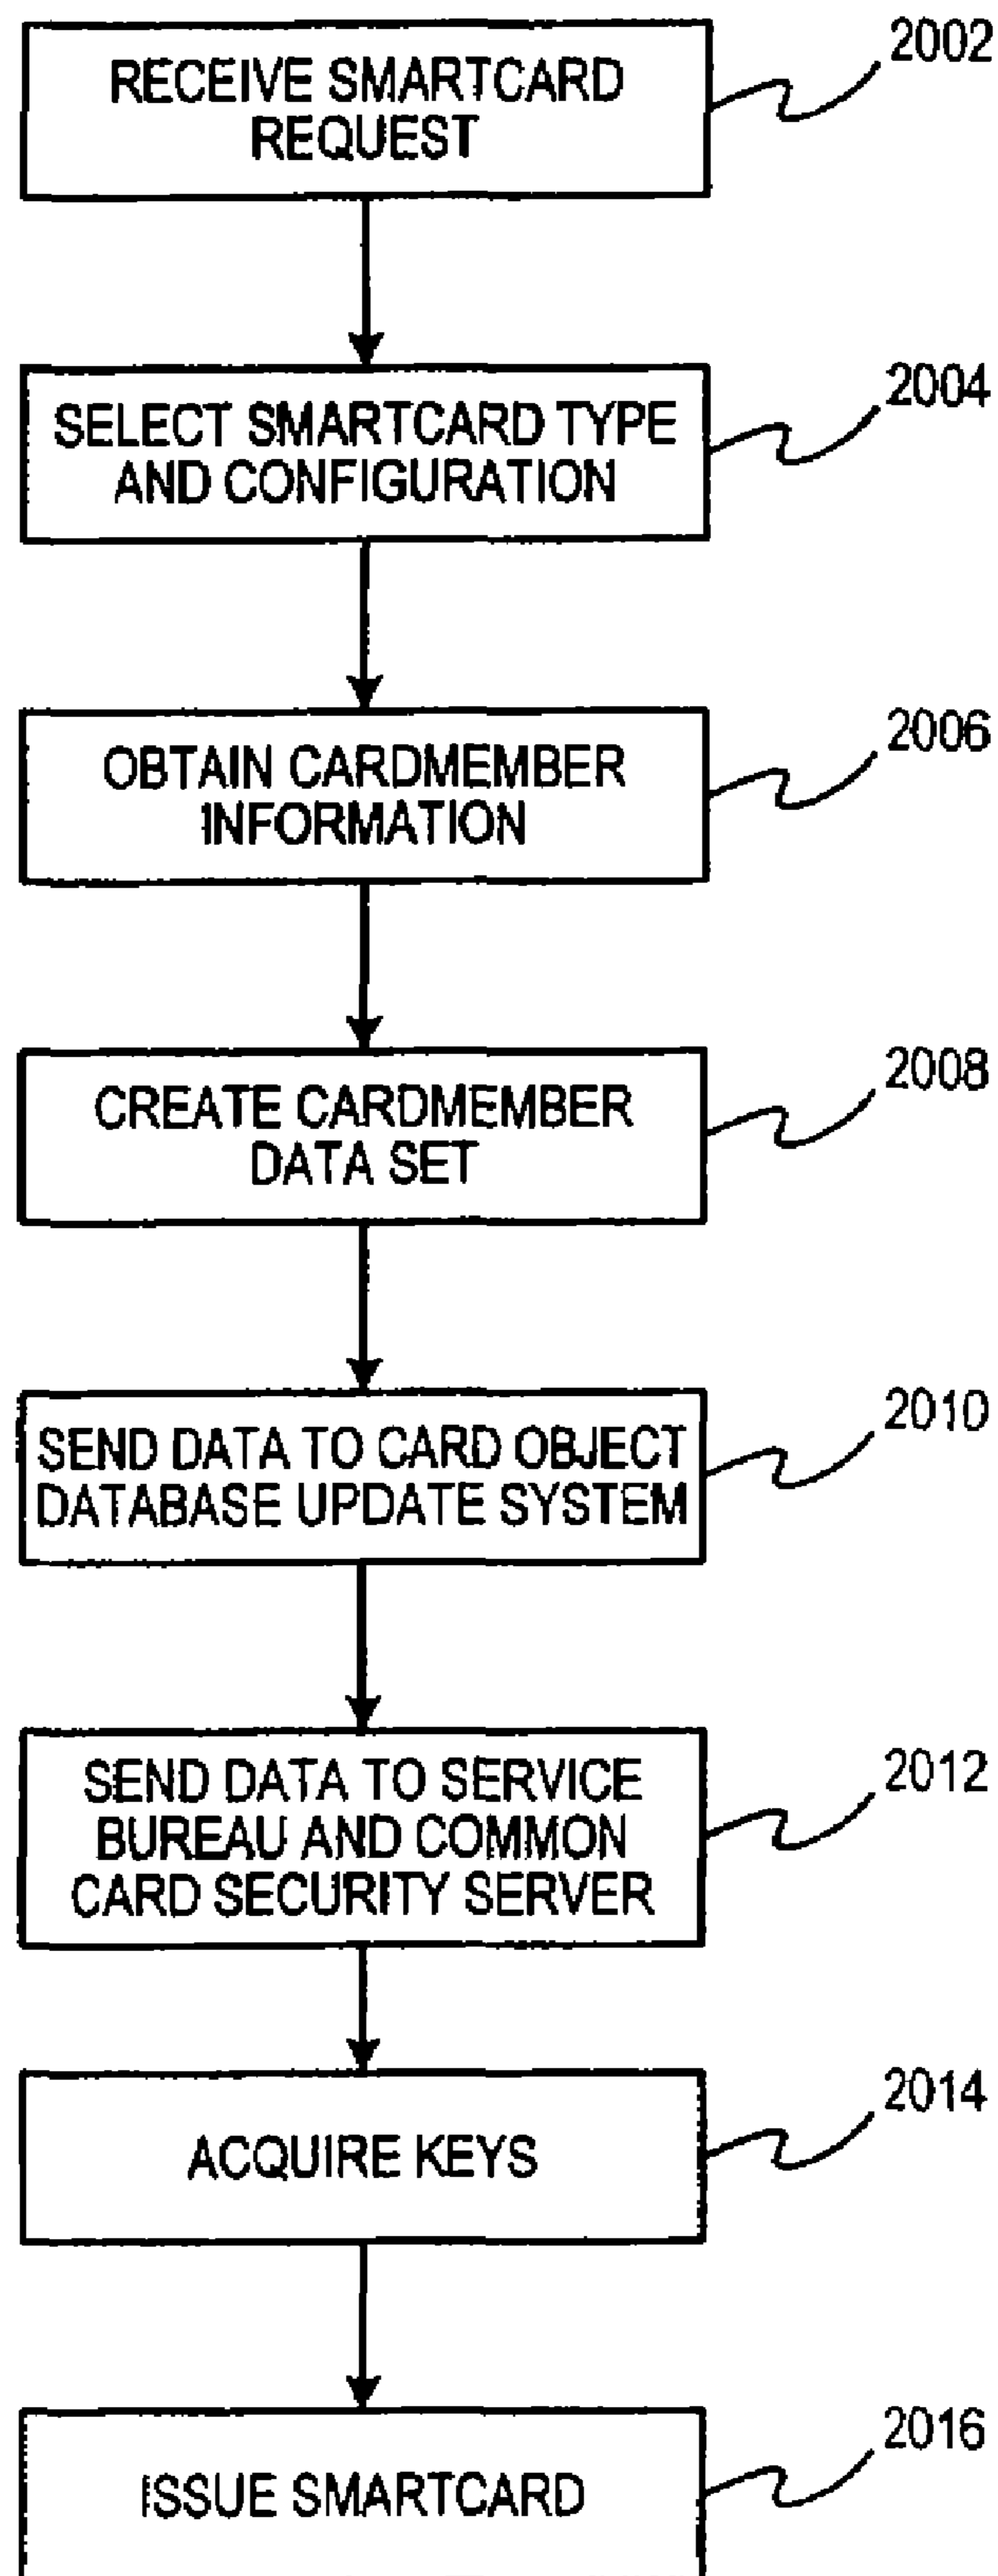 RECEIVE SMARTCARD
REQUEST
2002
SELECT SMARTCARD TYPE
AND CONFIGURATION
2004
OBTAIN CARDMEMBER
INFORMATION
2006
CREATE CARDMEMBER
DATA SET
2008
SEND DATA TO CARD OBJECT
DATABASE UPDATE SYSTEM
2010
SEND DATA TO SERVICE
BUREAU AND COMMON
CARD SECURITY SERVER
2012
ACQUIRE KEYS
2014
ISSUE SMARTCARD
2016